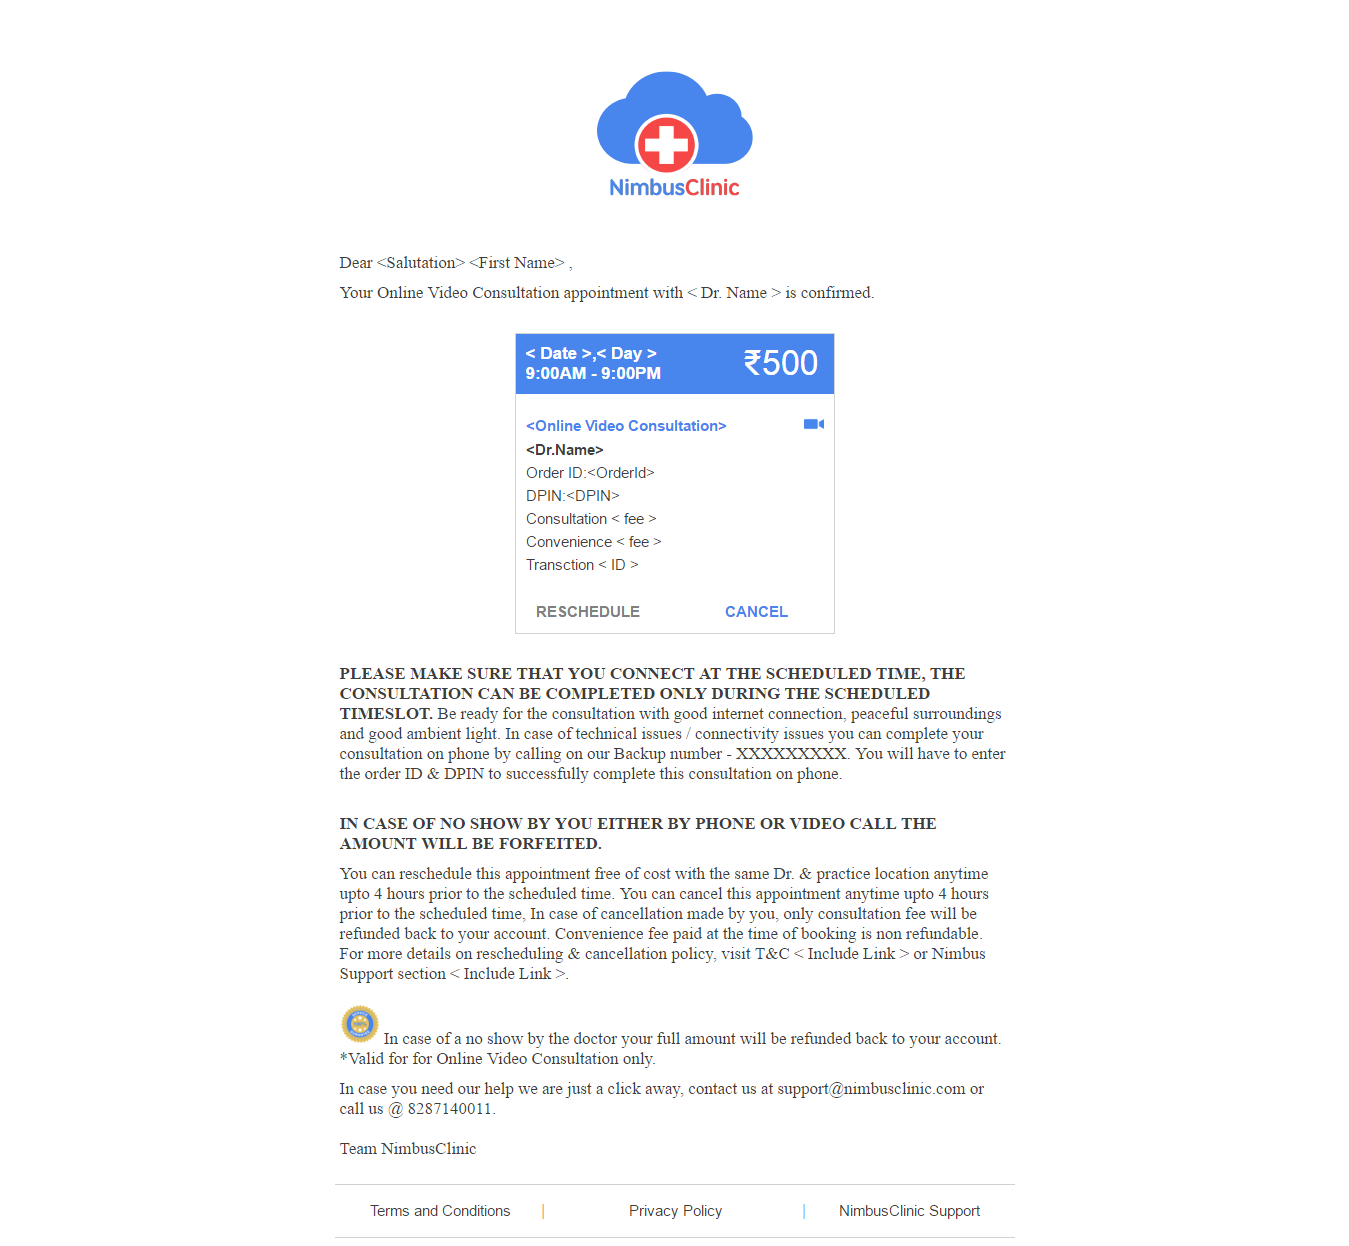 NimbusClinic
Dear <Salutation> <First Name> ,
Your Online Video Consultation appointment with < Dr. Name > is confirmed.
< Date >,< Day >
9:00AM - 9:00PM
₹500
<Online Video Consultation>
<Dr.Name>
Order ID:<OrderId>
DPIN:<DPIN>
Consultation < fee >
Convenience < fee >
Transction < ID >
RESCHEDULE
CANCEL
PLEASE MAKE SURE THAT YOU CONNECT AT THE SCHEDULED TIME, THE
CONSULTATION CAN BE COMPLETED ONLY DURING THE SCHEDULED
TIMESLOT. Be ready for the consultation with good internet connection, peaceful surroundings
and good ambient light. In case of technical issues / connectivity issues you can complete your
consultation on phone by calling on our Backup number - XXXXXXXXX. You will have to enter
the order ID & DPIN to successfully complete this consultation on phone.
IN CASE OF NO SHOW BY YOU EITHER BY PHONE OR VIDEO CALL THE
AMOUNT WILL BE FORFEITED.
You can reschedule this appointment free of cost with the same Dr. & practice location anytime
upto 4 hours prior to the scheduled time. You can cancel this appointment anytime upto 4 hours
prior to the scheduled time, In case of cancellation made by you, only consultation fee will be
refunded back to your account. Convenience fee paid at the time of booking is non refundable.
For more details on rescheduling & cancellation policy, visit T&C < Include Link > or Nimbus
Support section < Include Link >.
In case of a no show by the doctor your full amount will be refunded back to your account.
*Valid for for Online Video Consultation only.
In case you need our help we are just a click away, contact us at support@nimbusclinic.com or
call us @ 8287140011.
Team NimbusClinic
Terms and Conditions | Privacy Policy | NimbusClinic Support